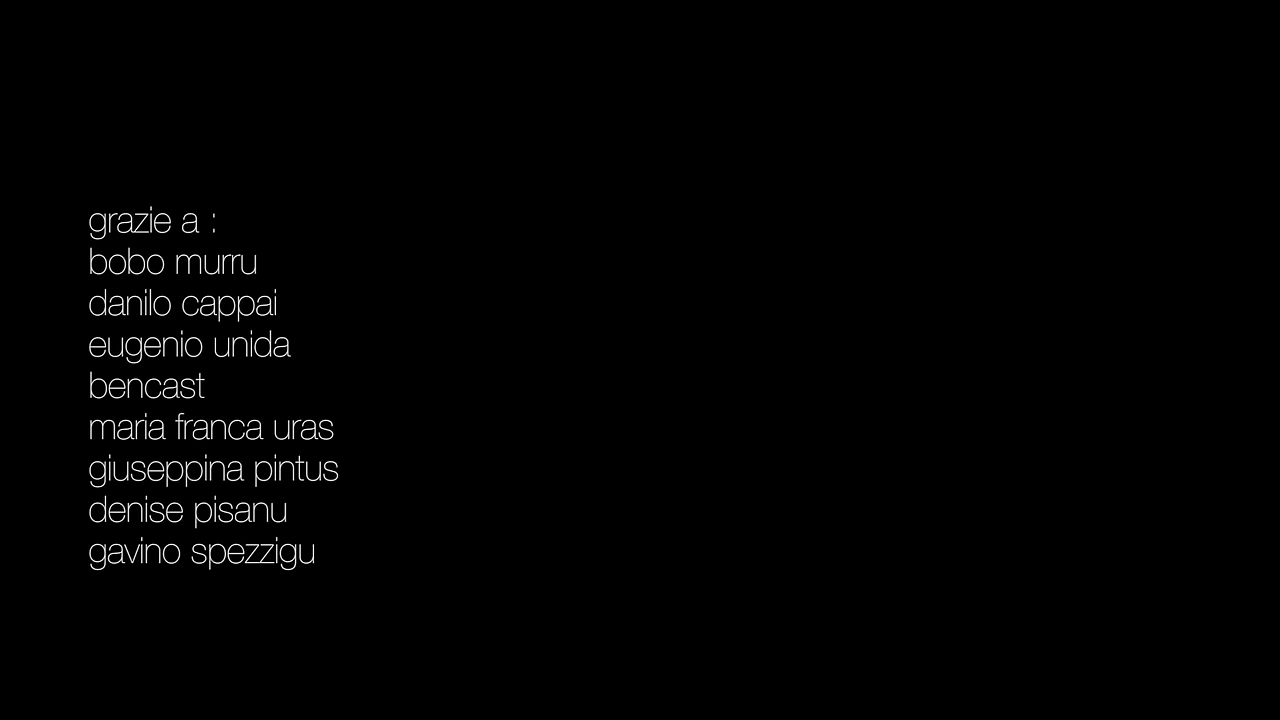 grazie a :
bobo murru
danilo cappai
eugenio unida
bencast
maria franca uras
giuseppina pintus
denise pisanu
gavino spezzigu